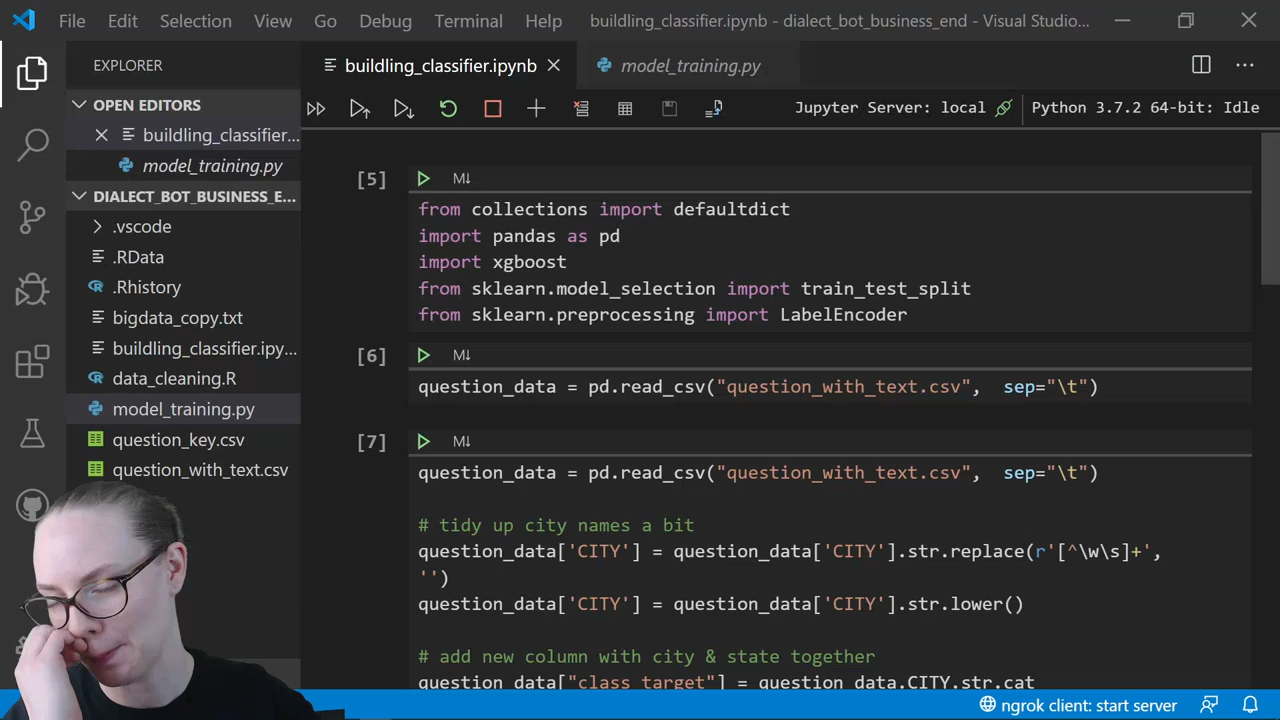 File Edit Selection View Go Debug Terminal Help buildling_classifier.ipynb - dialect_bot_business_end - Visual Studio...
EXPLORER
buildling_classifier.ipynb
model_training.py
OPEN EDITORS
buildling_classifier...
model_training.py
DIALECT_BOT_BUSINESS_E...
.vscode
.RData
.Rhistory
bigdata_copy.txt
buildling_classifier.ipy...
data_cleaning.R
model_training.py
question_key.csv
question_with_text.csv
Jupyter Server: local
Python 3.7.2 64-bit: Idle
[5]
M↓
from collections import defaultdict
import pandas as pd
import xgboost
from sklearn.model_selection import train_test_split
from sklearn.preprocessing import LabelEncoder
[6]
M↓
question_data = pd.read_csv("question_with_text.csv", sep="\t")
[7]
M↓
question_data = pd.read_csv("question_with_text.csv", sep="\t")
# tidy up city names a bit
question_data['CITY'] = question_data['CITY'].str.replace(r'[^\w\s]+',
'')
question_data['CITY'] = question_data['CITY'].str.lower()
# add new column with city & state together
question_data["class_target"] = question_data.CITY.str.cat
ngrok client: start server